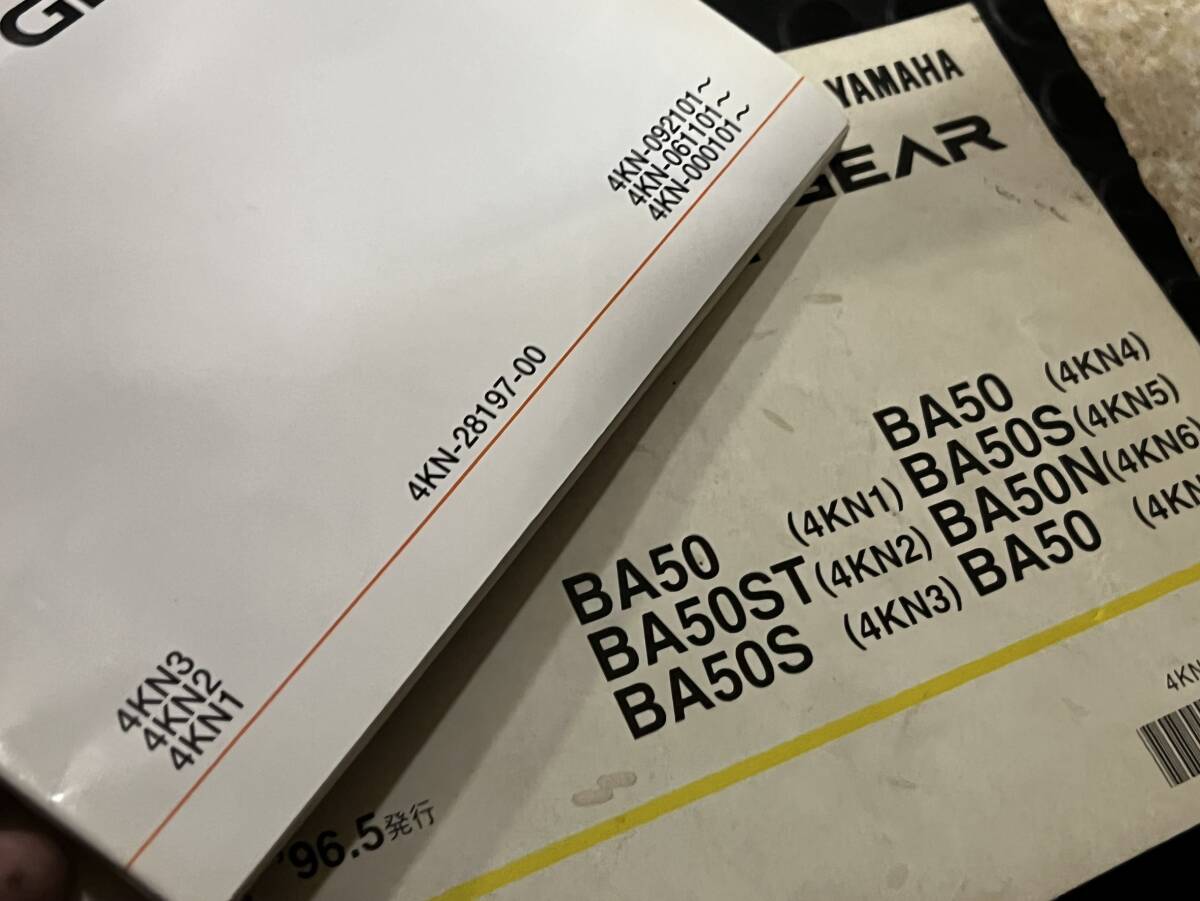 4KN-092101～
4KN-061101～
4KN-000101～
4KN-28197-00
4KN3
4KN2
4KN1
YAMAHA
GEAR
BA50 (4KN1)
BA50ST (4KN2)
BA50S (4KN3)
BA50 (4KN4)
BA50S (4KN5)
BA50N (4KN6)
BA50
'96.5発行